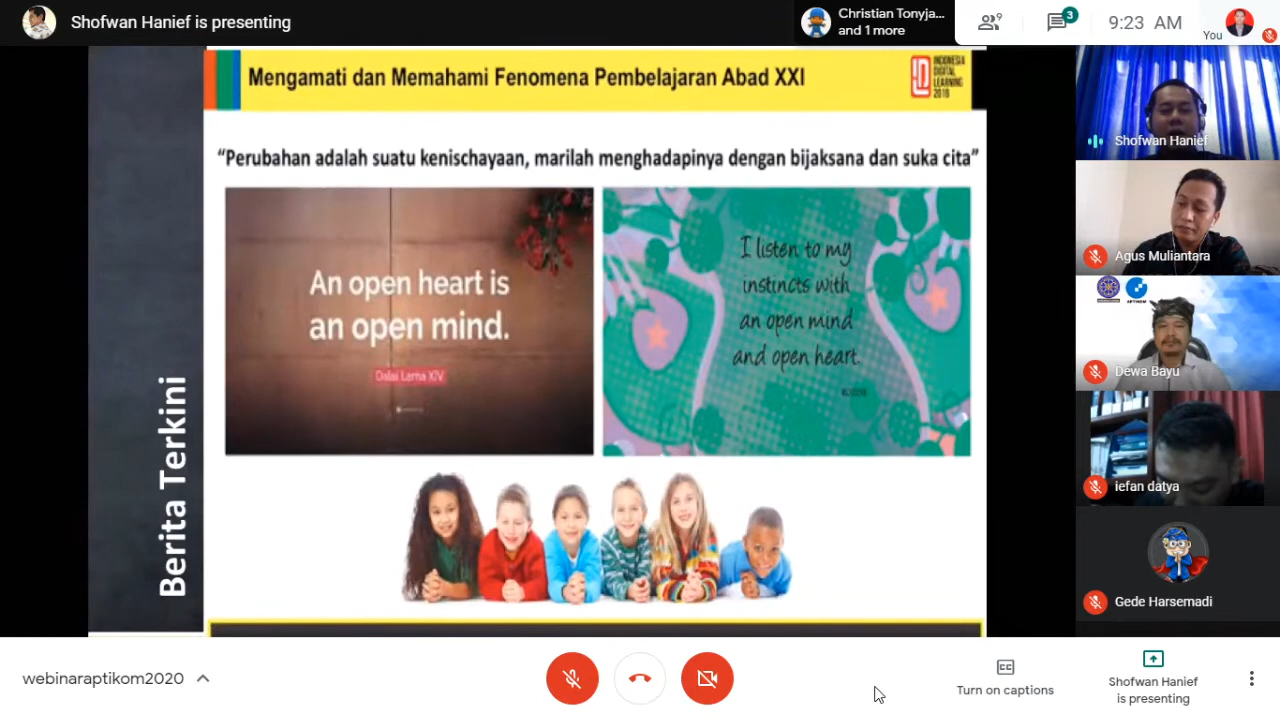 Shofwan Hanief is presenting
Christian Tonyja...
and 1 more
9
3
9:23 AM
You
Mengamati dan Memahami Fenomena Pembelajaran Abad XXI
INDONESIA
DIGITAL
LEARNING
2018
“Perubahan adalah suatu kenischayaan, marilah menghadapinya dengan bijaksana dan suka cita”
An open heart is
an open mind.
Dalai Lama XIV
I listen to my
instincts with
an open mind
and open heart.
Berita Terkini
Shofwan Hanief
Agus Muliantara
APTIKOM
Dewa Bayu
iefan datya
Gede Harsemadi
webinaraptikom2020
Turn on captions
Shofwan Hanief
is presenting